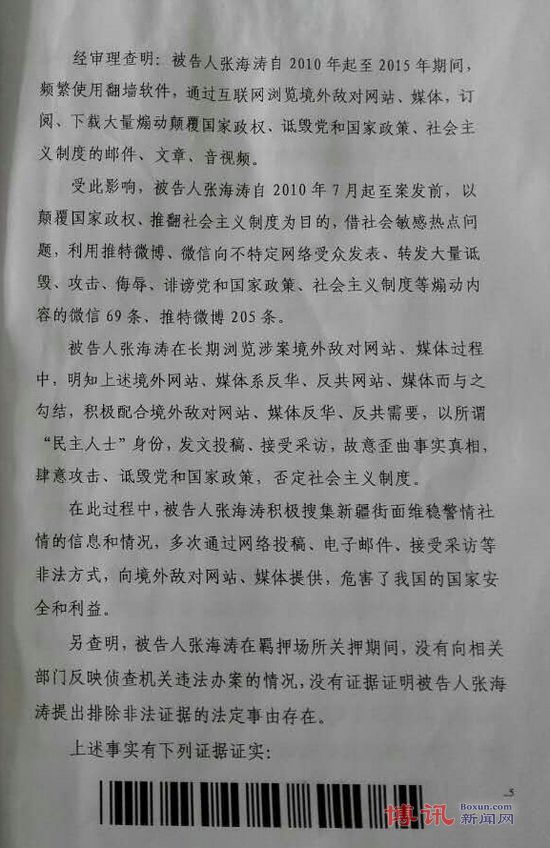 经审理查明：被告人张海涛自 2010 年起至 2015 年期间，
频繁使用翻墙软件，通过互联网浏览境外敌对网站、媒体，订
阅、下载大量煽动颠覆国家政权、诋毁党和国家政策、社会主
义制度的邮件、文章、音视频。
受此影响，被告人张海涛自 2010 年 7 月起至案发前，以
颠覆国家政权、推翻社会主义制度为目的，借社会敏感热点问
题，利用推特微博、微信向不特定网络受众发表、转发大量诋
毁、攻击、侮辱、诽谤党和国家政策、社会主义制度等煽动内
容的微信 69 条、推特微博 205 条。
被告人张海涛在长期浏览涉案境外敌对网站、媒体过程
中，明知上述境外网站、媒体系反华、反共网站、媒体而与之
勾结，积极配合境外敌对网站、媒体反华、反共需要，以所谓
“民主人士”身份，发文投稿、接受采访，故意歪曲事实真相，
肆意攻击、诋毁党和国家政策，否定社会主义制度。
在此过程中，被告人张海涛积极搜集新疆街面维稳警情社
情的信息和情况，多次通过网络投稿、电子邮件、接受采访等
非法方式，向境外敌对网站、媒体提供，危害了我国的国家安
全和利益。
另查明，被告人张海涛在羁押场所关押期间，没有向相关
部门反映侦查机关违法办案的情况，没有证据证明被告人张海
涛提出排除非法证据的法定事由存在。
上述事实有下列证据证实：
5
博讯 Boxun.com
新闻网